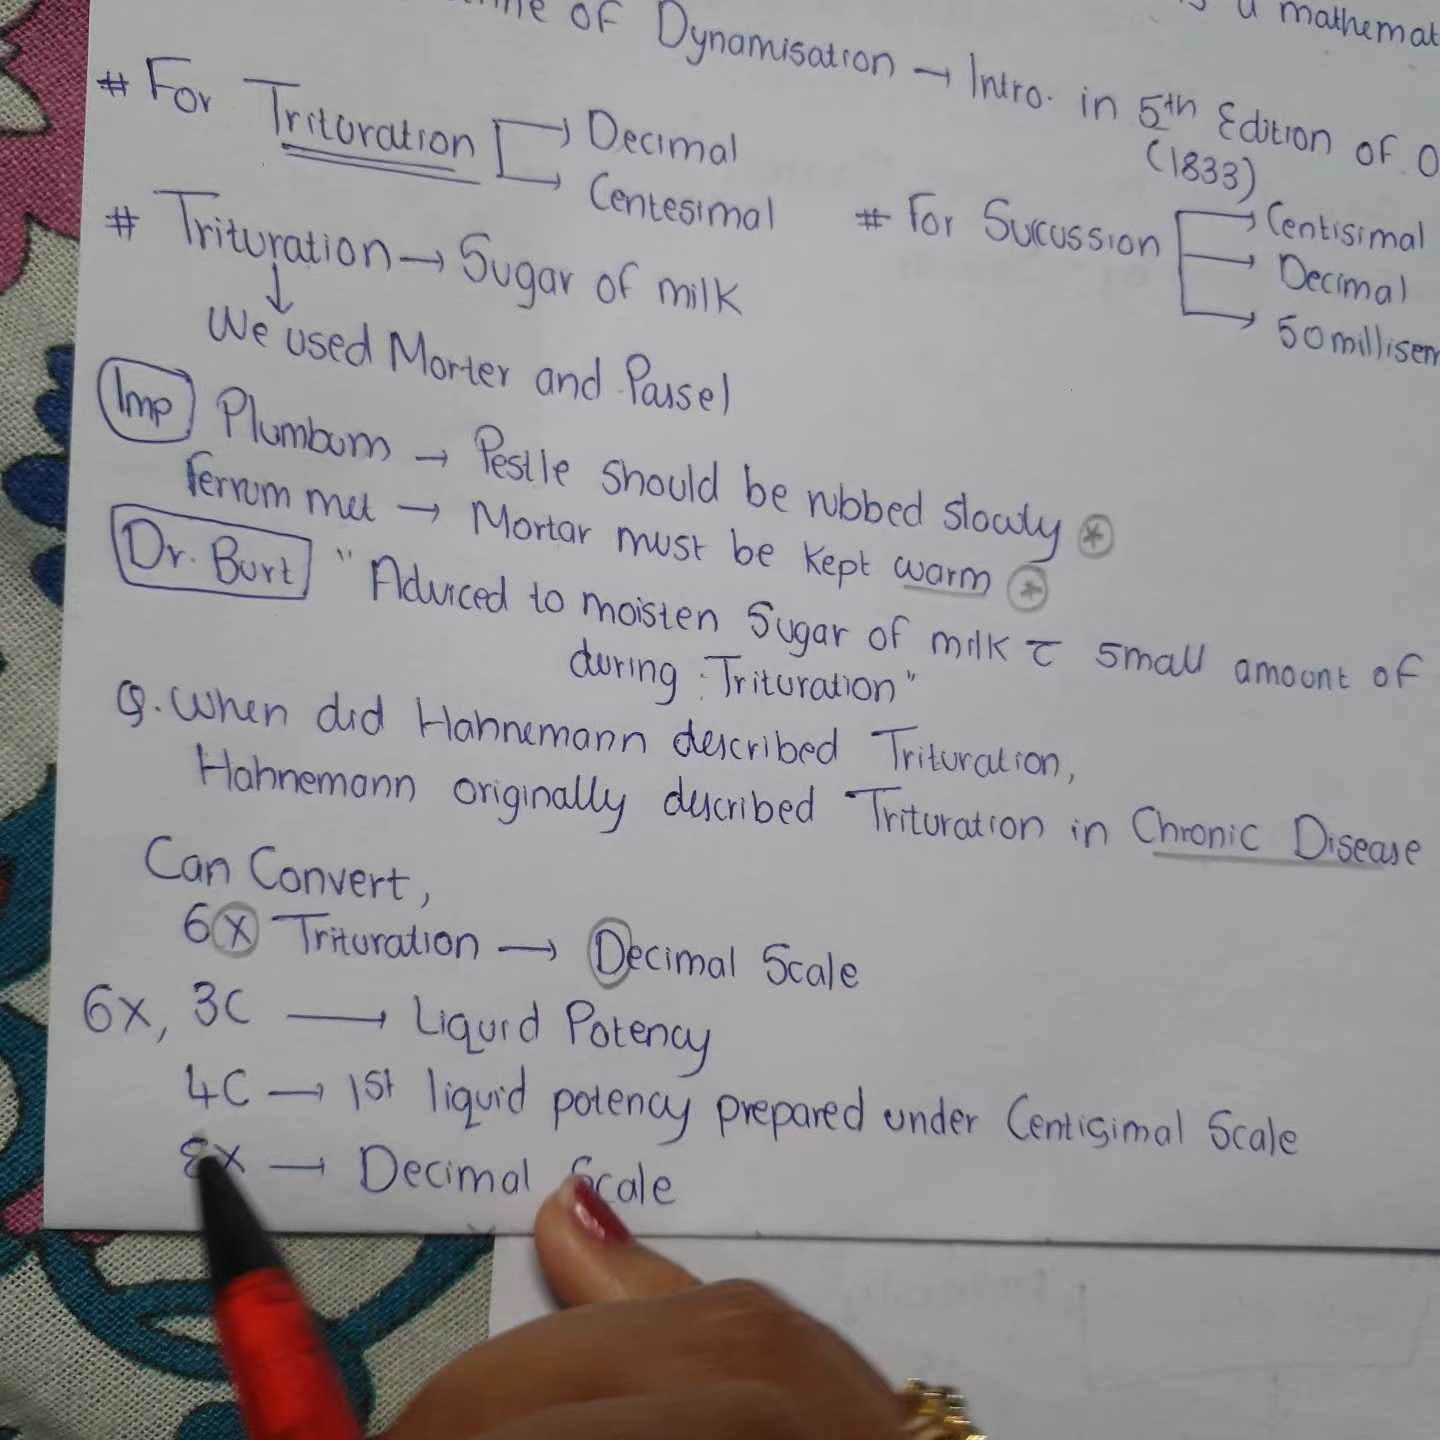 of Dynamisation → Intro. in 5th Edition of O
(1833)
# For Trituration → Decimal
→ Centesimal
# For Succussion → Centisimal
→ Decimal
→ 50 millisem
# Trituration → Sugar of milk
↓
We used Morter and Passel
Imp Plumbum → Pestle should be rubbed slowly *
Ferrum met → Mortar must be kept warm *
Dr. Burt "Adviced to moisten Sugar of milk c small amount of
during Trituration"
Q. When did Hahnemann described Trituration,
Hahnemann originally described Trituration in Chronic Disease
Can Convert,
6x Trituration → Decimal Scale
6x, 3C → Liquid Potency
4C → 1st liquid potency prepared under Centisimal Scale
8x → Decimal Scale